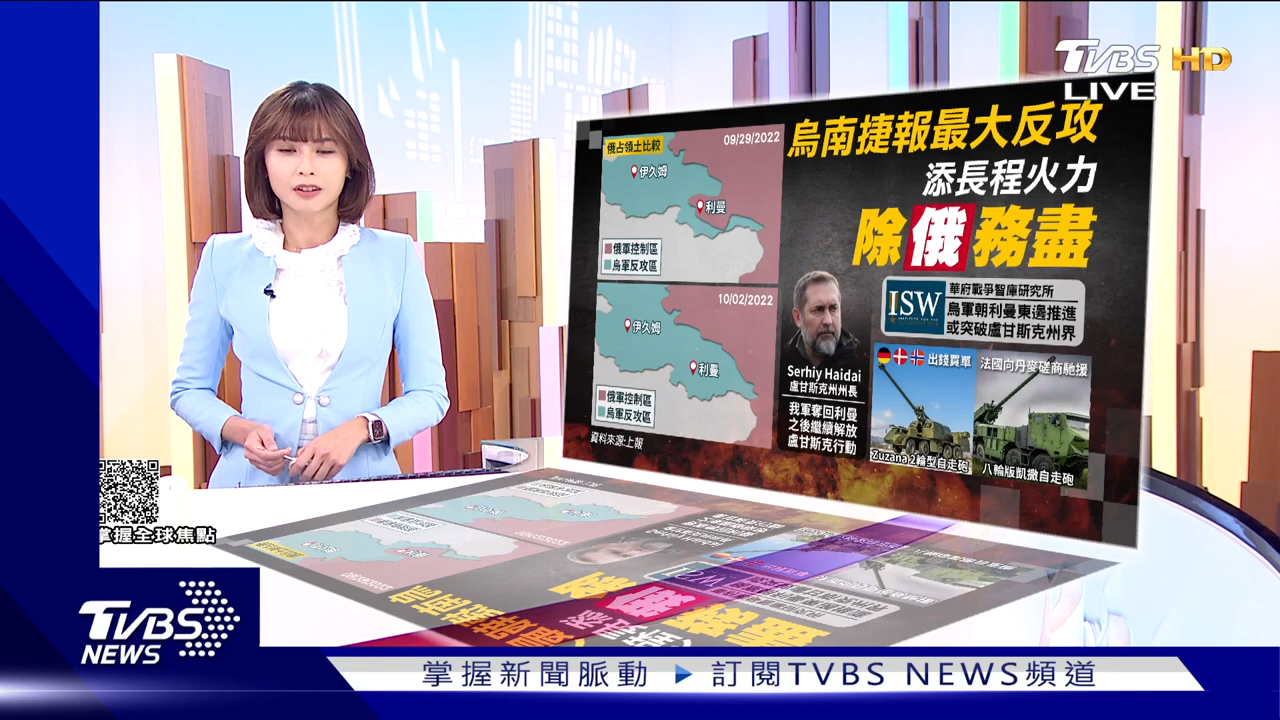 TVBS HD
LIVE
烏南捷報最大反攻
添長程火力
除俄務盡
俄占領土比較
09/29/2022
伊久姆
利曼
俄軍控制區
烏軍反攻區
10/02/2022
伊久姆
利曼
俄軍控制區
烏軍反攻區
資料來源:上報
Serhiy Haidai
盧甘斯克州州長
我軍奪回利曼
之後繼續解放
盧甘斯克行動
ISW
華府戰爭智庫研究所
烏軍朝利曼東邊推進
或突破盧甘斯克州界
出錢買單
Zuzana 2輪型自走砲
法國向丹麥磋商馳援
八輪版凱撒自走砲
掌握全球焦點
TVBS
NEWS
掌握新聞脈動 ▶ 訂閱TVBS NEWS頻道